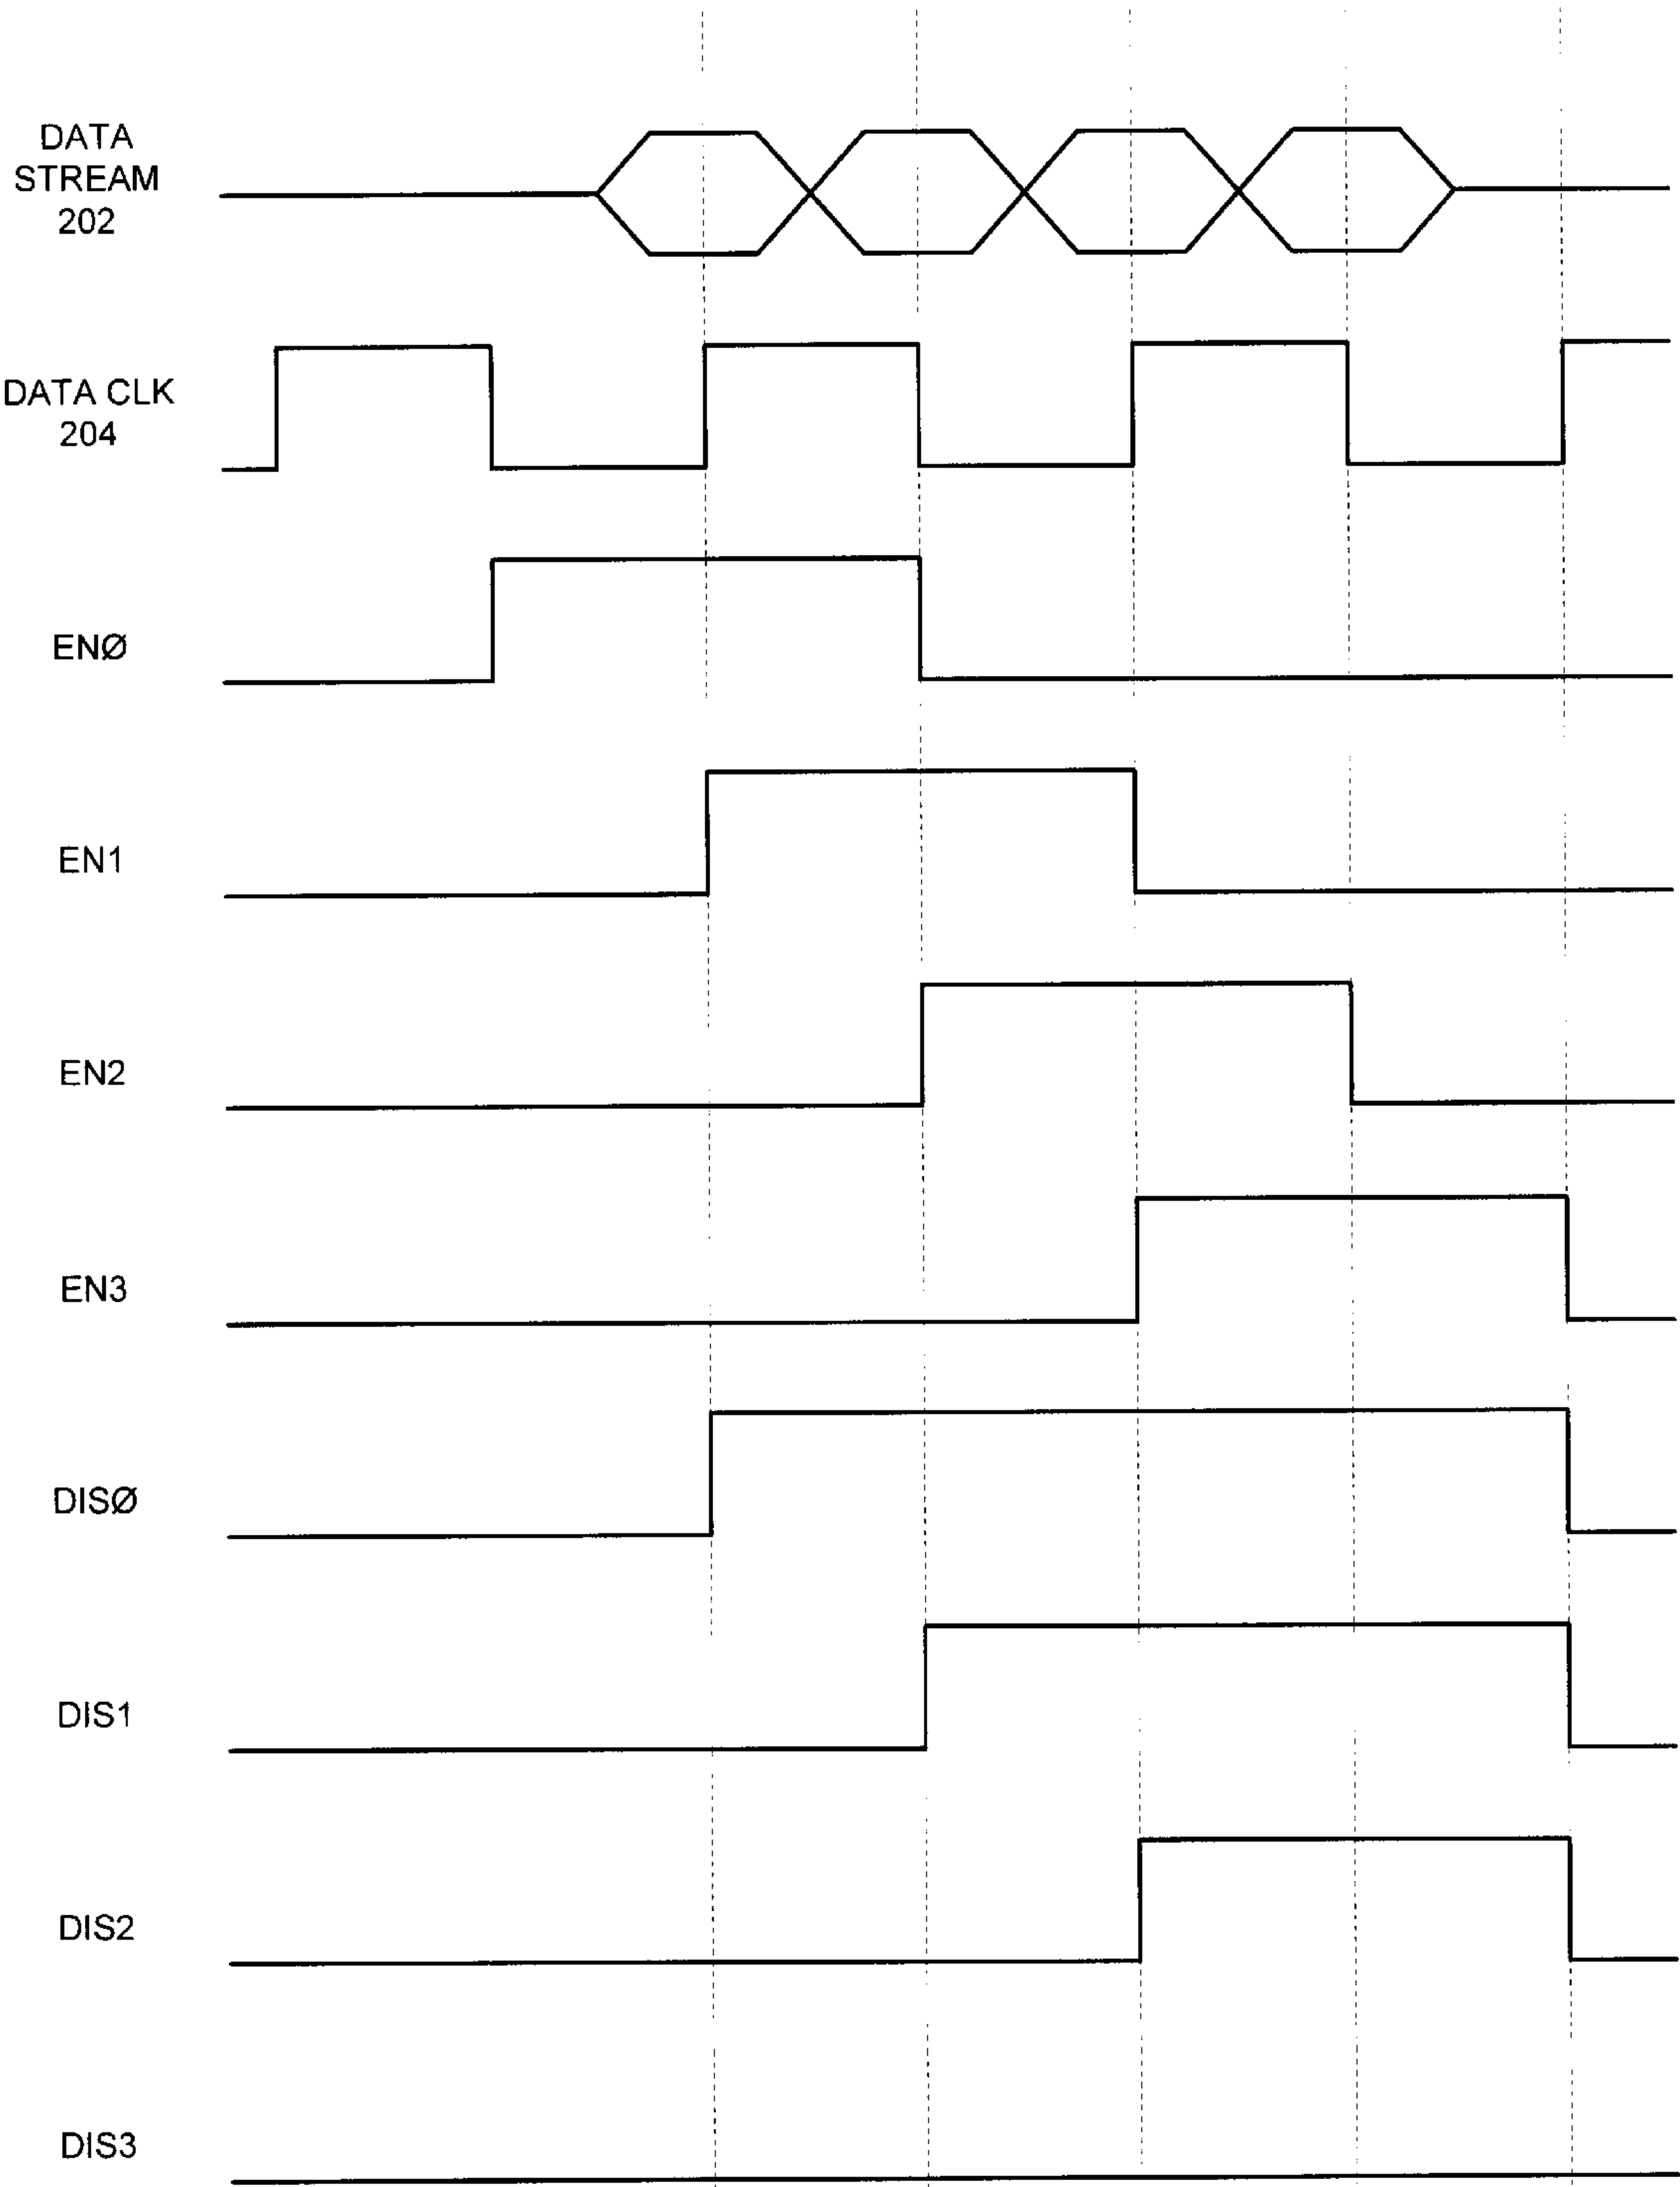 DATA
STREAM
202
DATA CLK
204
ENØ
EN1
EN2
EN3
DISØ
DIS1
DIS2
DIS3